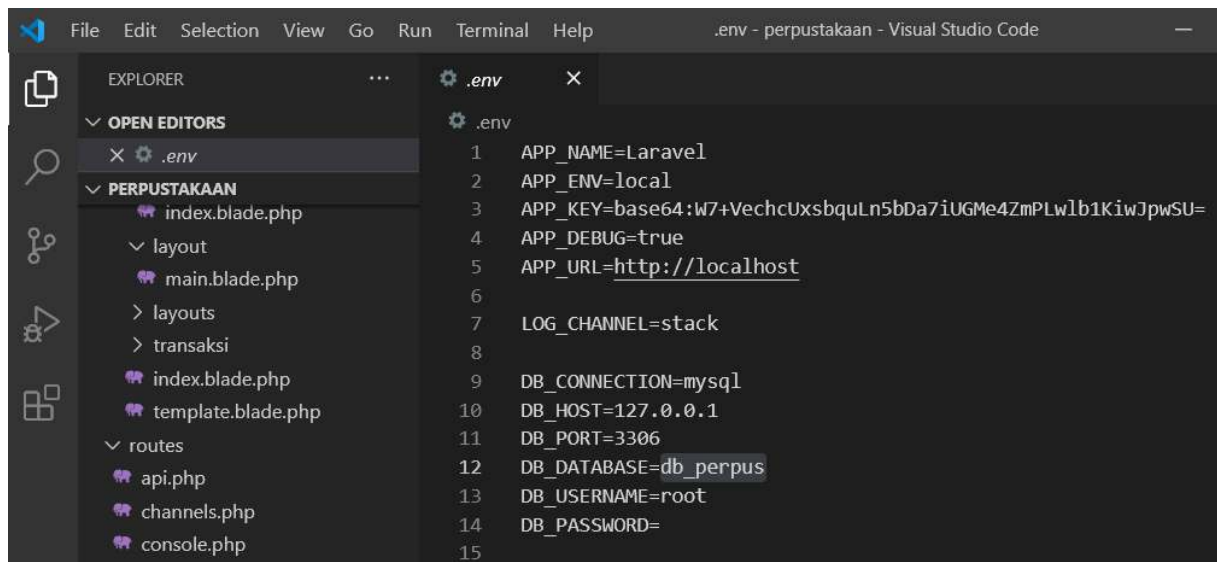 File Edit Selection View Go Run Terminal Help .env - perpustakaan - Visual Studio Code
EXPLORER
OPEN EDITORS
.env
PERPUSTAKAAN
index.blade.php
layout
main.blade.php
layouts
transaksi
index.blade.php
template.blade.php
routes
api.php
channels.php
console.php
.env
.env
1 APP_NAME=Laravel
2 APP_ENV=local
3 APP_KEY=base64:W7+VechcUxsbquLn5bDa7iUGMe4ZmPLwlb1KiwJpwSU=
4 APP_DEBUG=true
5 APP_URL=http://localhost
6
7 LOG_CHANNEL=stack
8
9 DB_CONNECTION=mysql
10 DB_HOST=127.0.0.1
11 DB_PORT=3306
12 DB_DATABASE=db_perpus
13 DB_USERNAME=root
14 DB_PASSWORD=
15